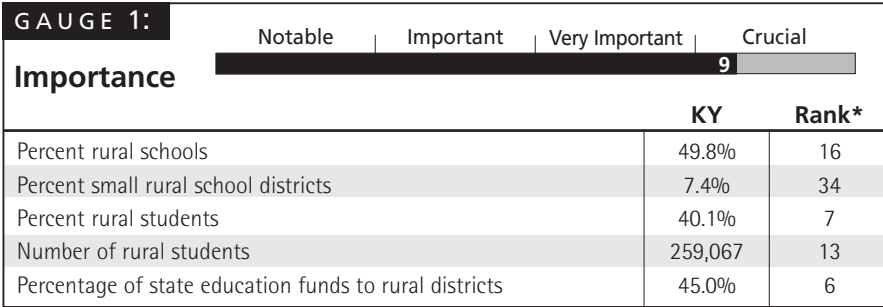 GAUGE 1:
Notable Important Very Important Crucial
Importance
9
KY Rank*
Percent rural schools 49.8% 16
Percent small rural school districts 7.4% 34
Percent rural students 40.1% 7
Number of rural students 259,067 13
Percentage of state education funds to rural districts 45.0% 6